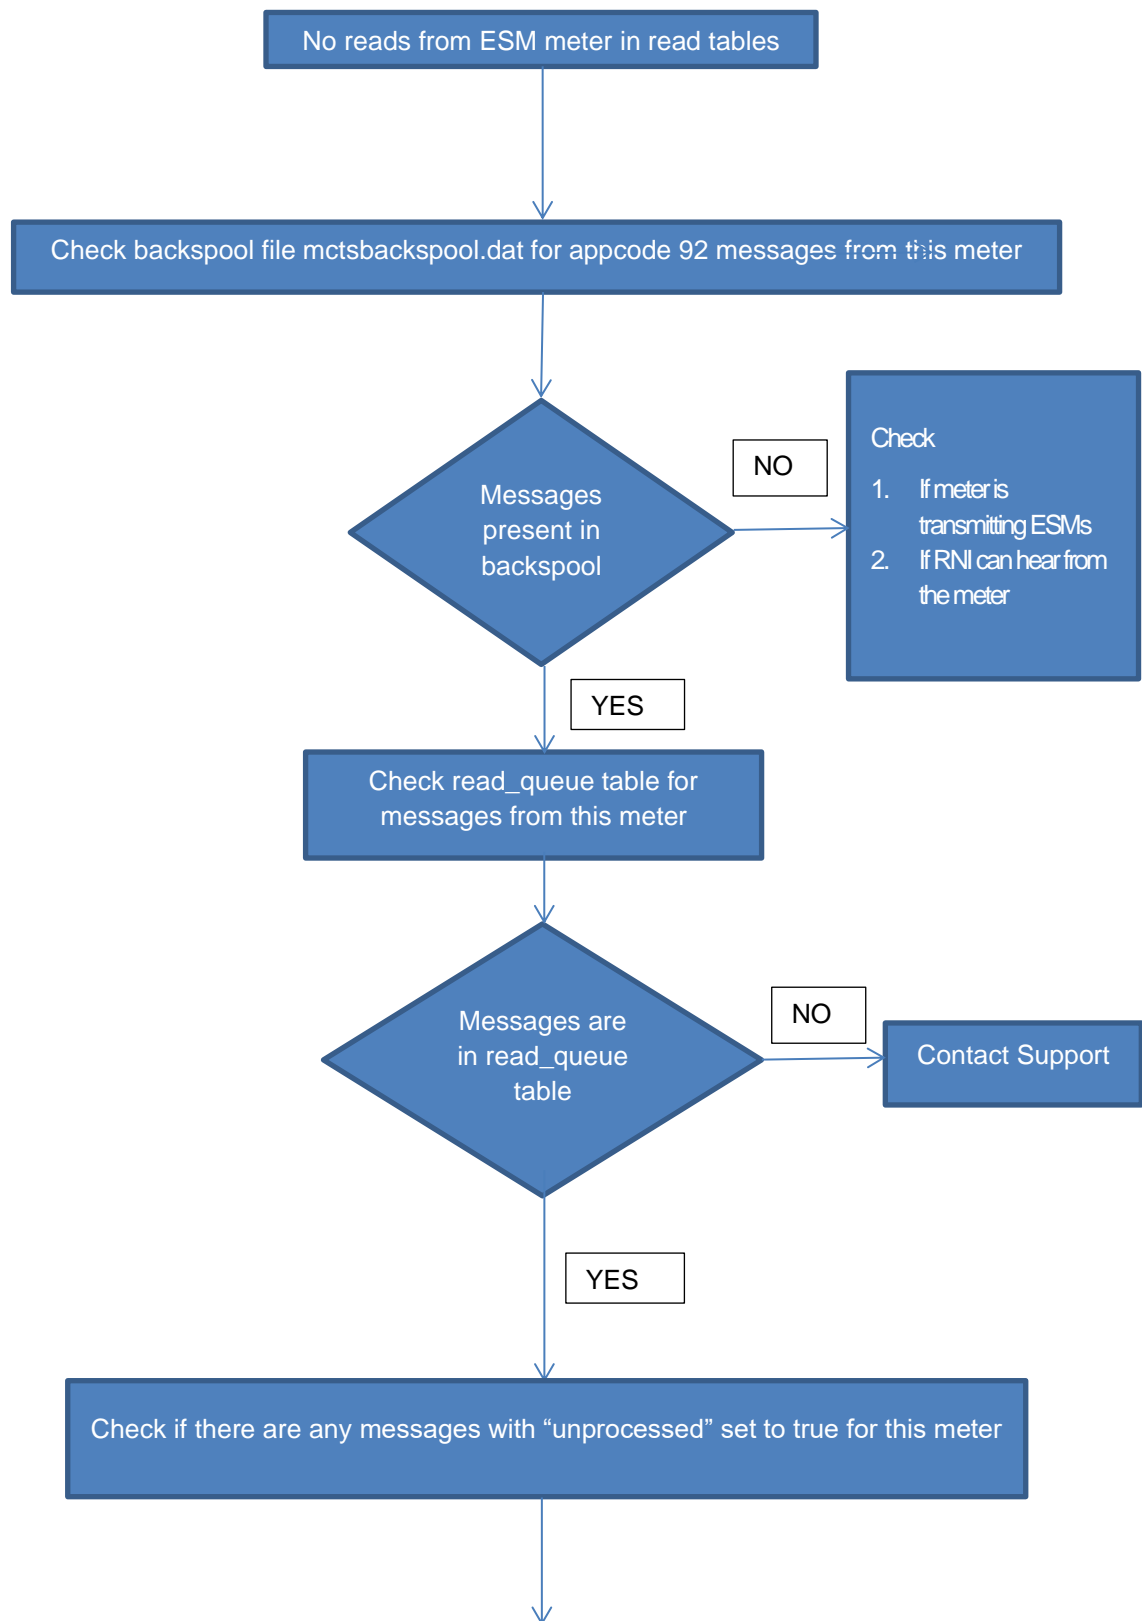 No reads from ESM meter in read tables
Check backspool file mctsbackspool.dat for appcode 92 messages from this meter
Messages
present in
backspool
NO
Check
1. If meter is
transmitting ESMs
2. If RNI can hear from
the meter
YES
Check read_queue table for
messages from this meter
Messages are
in read_queue
table
NO
Contact Support
YES
Check if there are any messages with “unprocessed” set to true for this meter